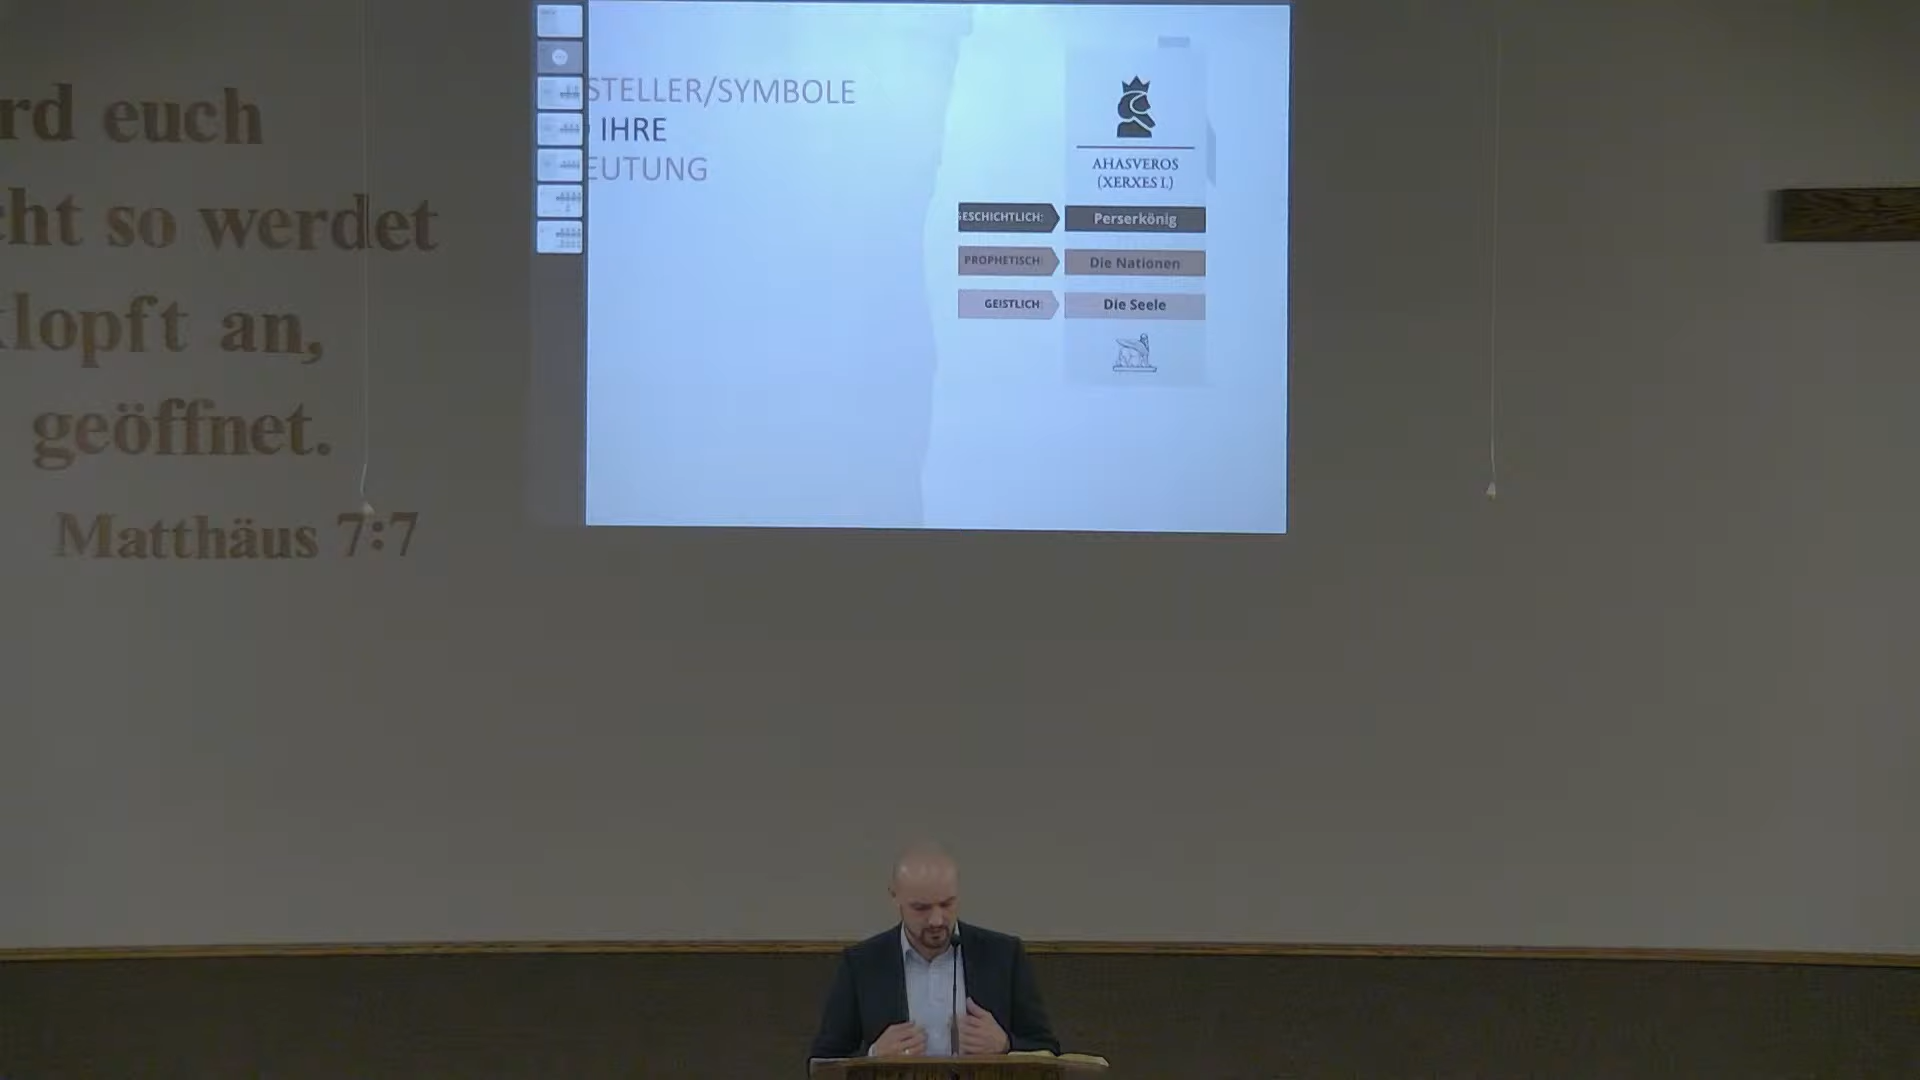 rd euch
cht so werdet
klopft an,
geöffnet.
Matthäus 7:7
STELLER/SYMBOLE
IHRE
EUTUNG
AHASVEROS
(XERXES I.)
GESCHICHTLICH: Perserkönig
PROPHETISCH: Die Nationen
GEISTLICH: Die Seele